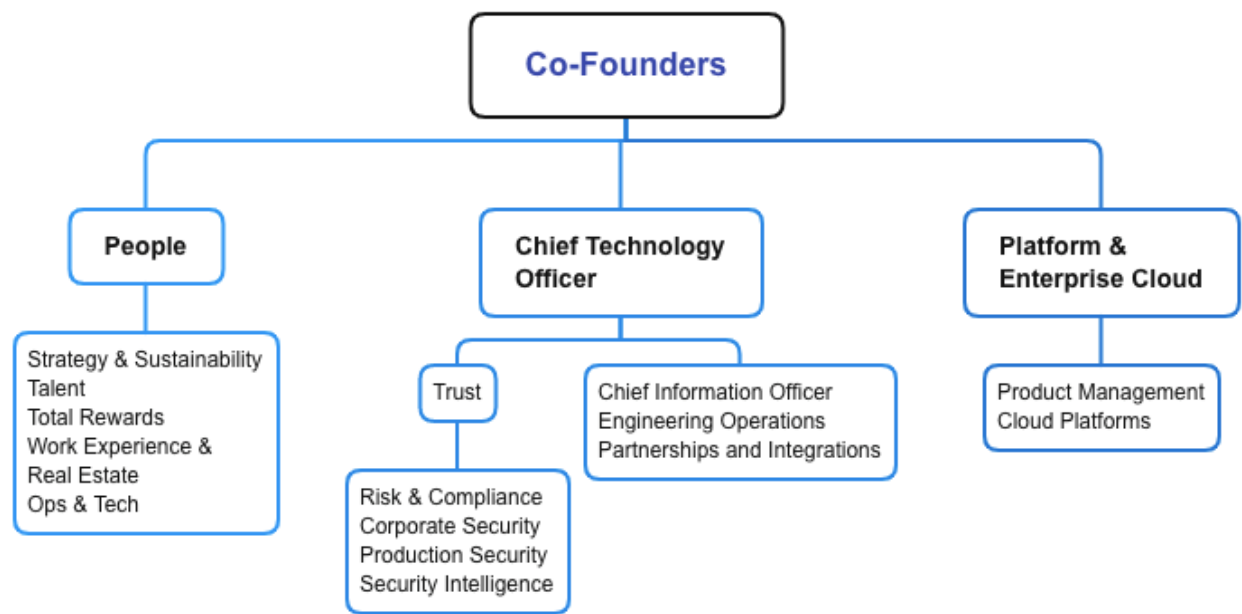 Co-Founders
People
Chief Technology
Officer
Platform &
Enterprise Cloud
Strategy & Sustainability
Talent
Total Rewards
Work Experience &
Real Estate
Ops & Tech
Trust
Chief Information Officer
Engineering Operations
Partnerships and Integrations
Product Management
Cloud Platforms
Risk & Compliance
Corporate Security
Production Security
Security Intelligence